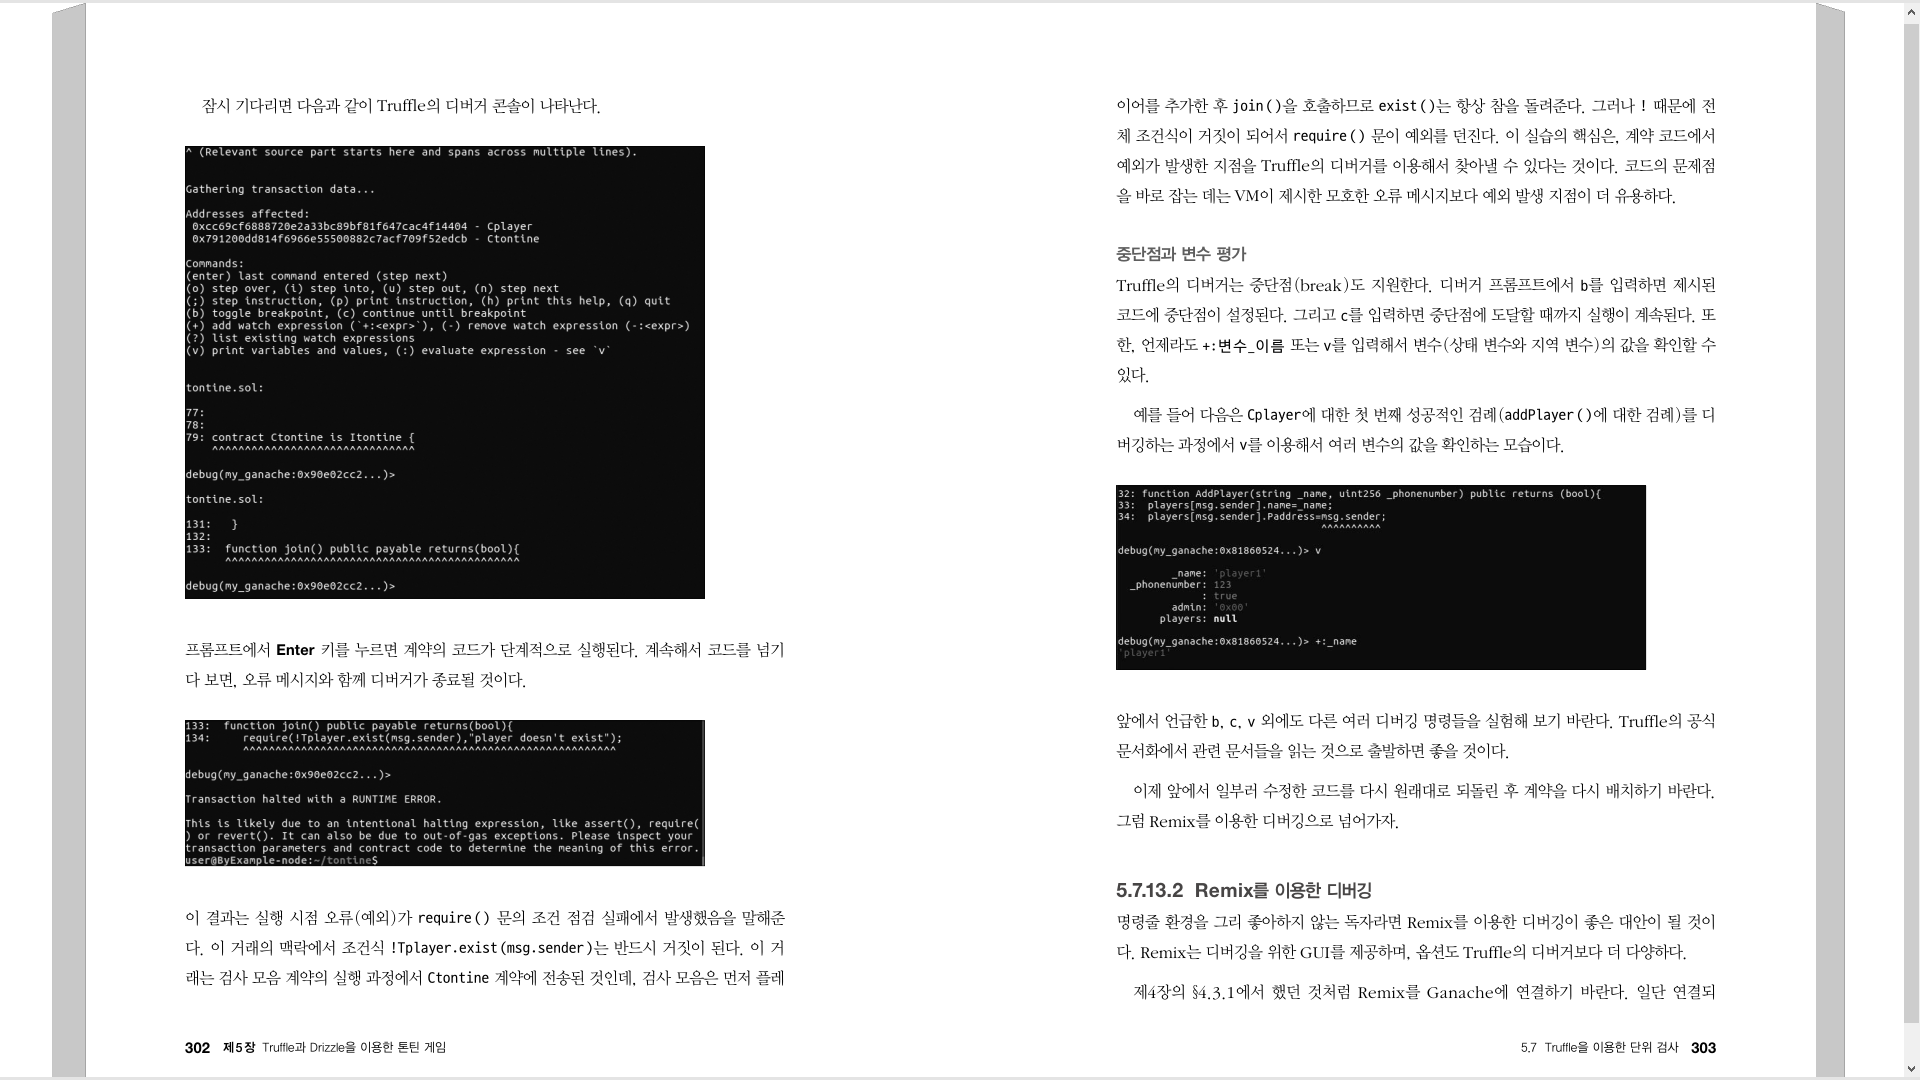 잠시 기다리면 다음과 같이 Truffle의 디버거 콘솔이 나타난다.
^ (Relevant source part starts here and spans across multiple lines).
Gathering transaction data...
Addresses affected:
0xcc69cf6888720e2a33bc89bf81f647cac4f14404 - Cplayer
0x791200dd814f6966e55500882c7acf709f52edcb - Ctontine
Commands:
(enter) last command entered (step next)
(o) step over, (i) step into, (u) step out, (n) step next
(;) step instruction, (p) print instruction, (h) print this help, (q) quit
(b) toggle breakpoint, (c) continue until breakpoint
(+) add watch expression (`+:<expr>`), (-) remove watch expression (-:<expr>)
(?) list existing watch expressions
(v) print variables and values, (:) evaluate expression - see `v`
tontine.sol:
77:
78:
79: contract Ctontine is Itontine {
^^^^^^^^^^^^^^^^^^^^^^^^^^^^^^^
debug(my_ganache:0x90e02cc2...)>
tontine.sol:
131:   }
132:
133:  function join() public payable returns(bool){
^^^^^^^^^^^^^^^^^^^^^^^^^^^^^^^^^^^^^^^^^^^^^
debug(my_ganache:0x90e02cc2...)>
프롬프트에서 Enter 키를 누르면 계약의 코드가 단계적으로 실행된다. 계속해서 코드를 넘기
다 보면, 오류 메시지와 함께 디버거가 종료될 것이다.
133:  function join() public payable returns(bool){
134:     require(!Tplayer.exist(msg.sender),"player doesn't exist");
^^^^^^^^^^^^^^^^^^^^^^^^^^^^^^^^^^^^^^^^^^^^^^^^^^^^^^^^^^
debug(my_ganache:0x90e02cc2...)>
Transaction halted with a RUNTIME ERROR.
This is likely due to an intentional halting expression, like assert(), require(
) or revert(). It can also be due to out-of-gas exceptions. Please inspect your
transaction parameters and contract code to determine the meaning of this error.
user@ByExample-node:~/tontine$
이 결과는 실행 시점 오류(예외)가 require() 문의 조건 점검 실패에서 발생했음을 말해준
다. 이 거래의 맥락에서 조건식 !Tplayer.exist(msg.sender)는 반드시 거짓이 된다. 이 거
래는 검사 모음 계약의 실행 과정에서 Ctontine 계약에 전송된 것인데, 검사 모음은 먼저 플레
302 제5장 Truffle과 Drizzle을 이용한 톤틴 게임
이어를 추가한 후 join()을 호출하므로 exist()는 항상 참을 돌려준다. 그러나 ! 때문에 전
체 조건식이 거짓이 되어서 require() 문이 예외를 던진다. 이 실습의 핵심은, 계약 코드에서
예외가 발생한 지점을 Truffle의 디버거를 이용해서 찾아낼 수 있다는 것이다. 코드의 문제점
을 바로 잡는 데는 VM이 제시한 모호한 오류 메시지보다 예외 발생 지점이 더 유용하다.
중단점과 변수 평가
Truffle의 디버거는 중단점(break)도 지원한다. 디버거 프롬프트에서 b를 입력하면 제시된
코드에 중단점이 설정된다. 그리고 c를 입력하면 중단점에 도달할 때까지 실행이 계속된다. 또
한, 언제라도 +:변수_이름 또는 v를 입력해서 변수(상태 변수와 지역 변수)의 값을 확인할 수
있다.
예를 들어 다음은 Cplayer에 대한 첫 번째 성공적인 검례(addPlayer()에 대한 검례)를 디
버깅하는 과정에서 v를 이용해서 여러 변수의 값을 확인하는 모습이다.
32: function AddPlayer(string _name, uint256 _phonenumber) public returns (bool){
33:  players[msg.sender].name=_name;
34:  players[msg.sender].Paddress=msg.sender;
^^^^^^^^^^
debug(my_ganache:0x81860524...)> v
_name: 'player1'
_phonenumber: 123
: true
admin: '0x00'
players: null
debug(my_ganache:0x81860524...)> +:_name
'player1'
앞에서 언급한 b, c, v 외에도 다른 여러 디버깅 명령들을 실험해 보기 바란다. Truffle의 공식
문서화에서 관련 문서들을 읽는 것으로 출발하면 좋을 것이다.
이제 앞에서 일부러 수정한 코드를 다시 원래대로 되돌린 후 계약을 다시 배치하기 바란다.
그럼 Remix를 이용한 디버깅으로 넘어가자.
5.7.13.2 Remix를 이용한 디버깅
명령줄 환경을 그리 좋아하지 않는 독자라면 Remix를 이용한 디버깅이 좋은 대안이 될 것이
다. Remix는 디버깅을 위한 GUI를 제공하며, 옵션도 Truffle의 디버거보다 더 다양하다.
제4장의 §4.3.1에서 했던 것처럼 Remix를 Ganache에 연결하기 바란다. 일단 연결되
5.7 Truffle을 이용한 단위 검사 303